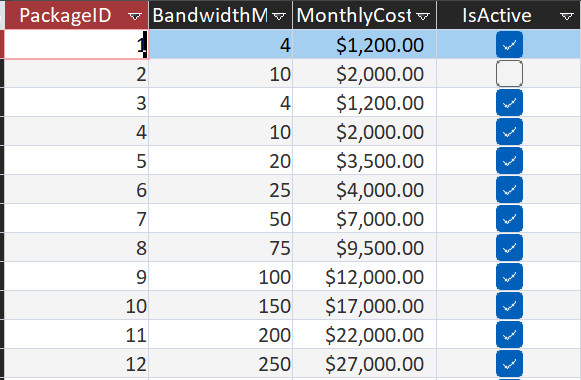 PackageID BandwidthM MonthlyCost IsActive
1 4 $1,200.00
2 10 $2,000.00
3 4 $1,200.00
4 10 $2,000.00
5 20 $3,500.00
6 25 $4,000.00
7 50 $7,000.00
8 75 $9,500.00
9 100 $12,000.00
10 150 $17,000.00
11 200 $22,000.00
12 250 $27,000.00